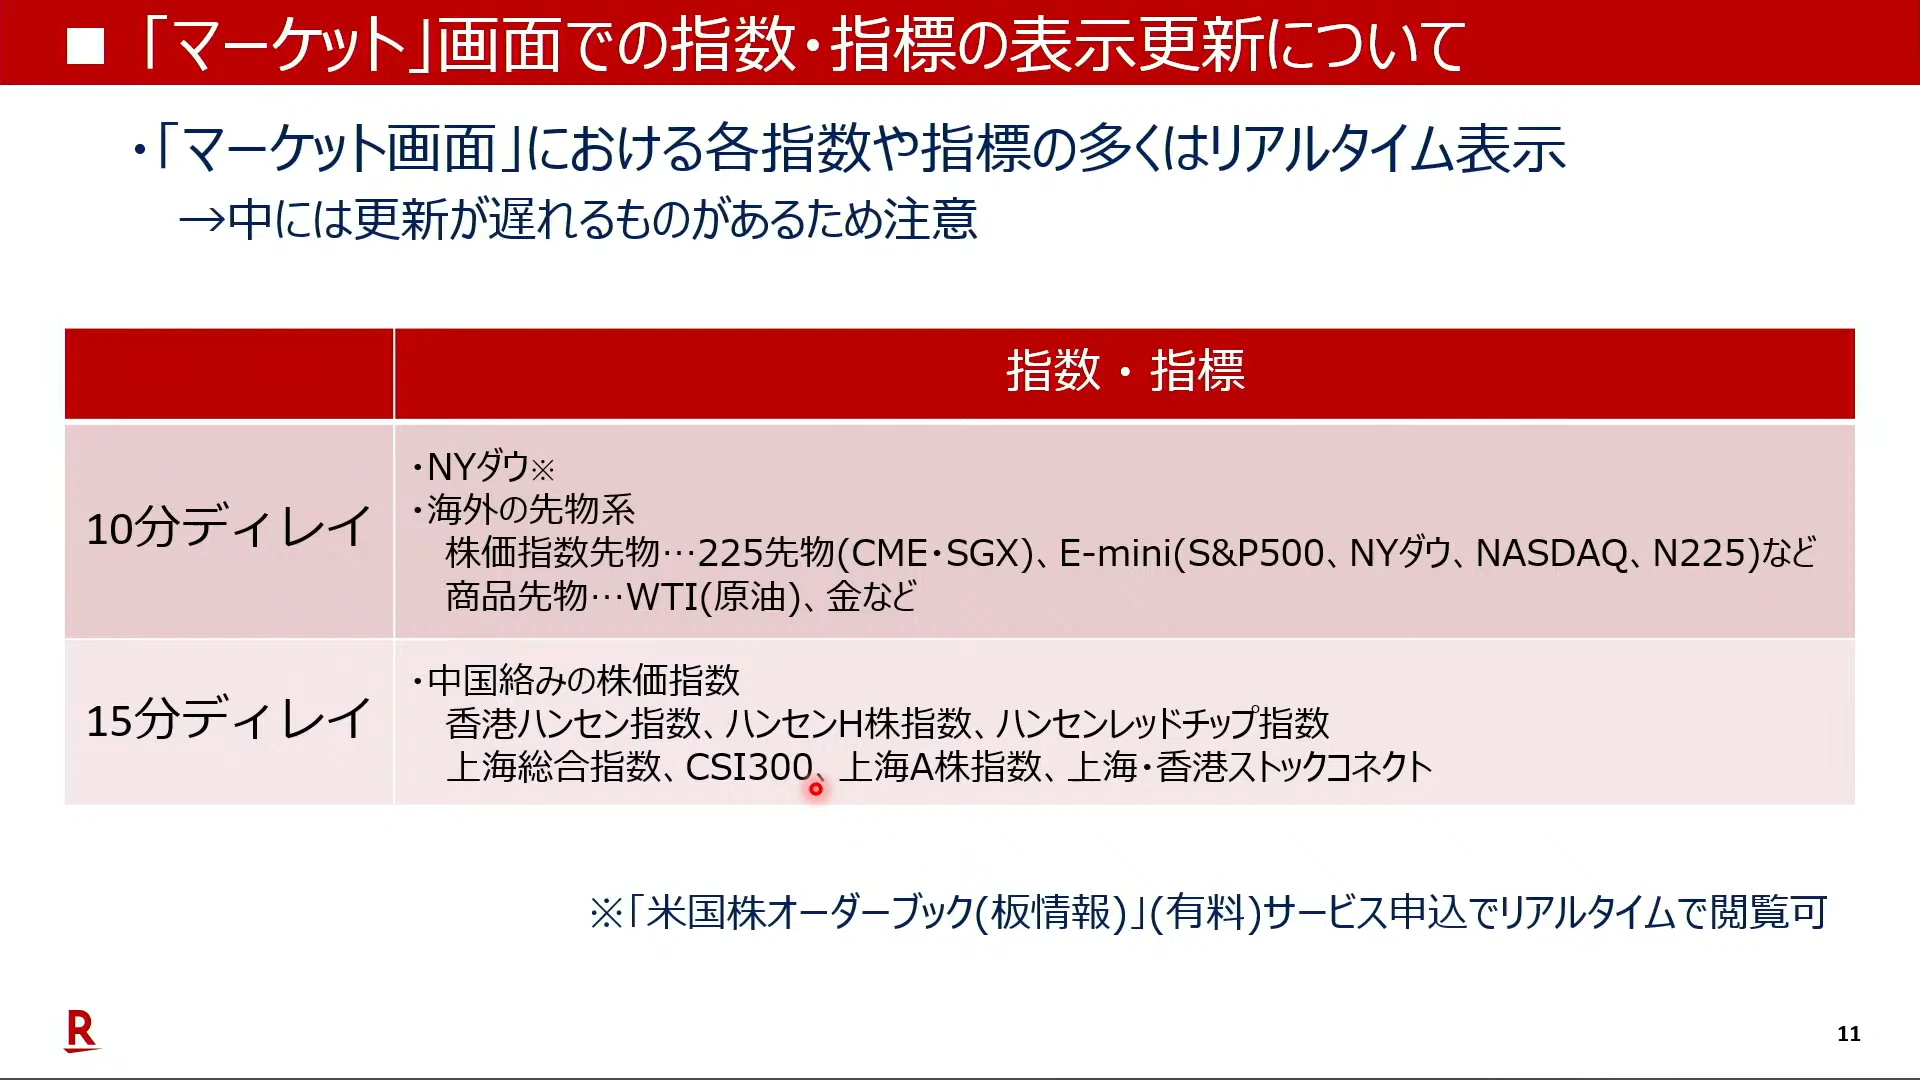 ■ 「マーケット」画面での指数・指標の表示更新について
・「マーケット画面」における各指数や指標の多くはリアルタイム表示
→中には更新が遅れるものがあるため注意
指数・指標
10分ディレイ
・NYダウ※
・海外の先物系
株価指数先物…225先物(CME・SGX)、E-mini(S&P500、NYダウ、NASDAQ、N225)など
商品先物…WTI(原油)、金など
15分ディレイ
・中国絡みの株価指数
香港ハンセン指数、ハンセンH株指数、ハンセンレッドチップ指数
上海総合指数、CSI300、上海A株指数、上海・香港ストックコネクト
※「米国株オーダーブック(板情報)」(有料)サービス申込でリアルタイムで閲覧可
R
11